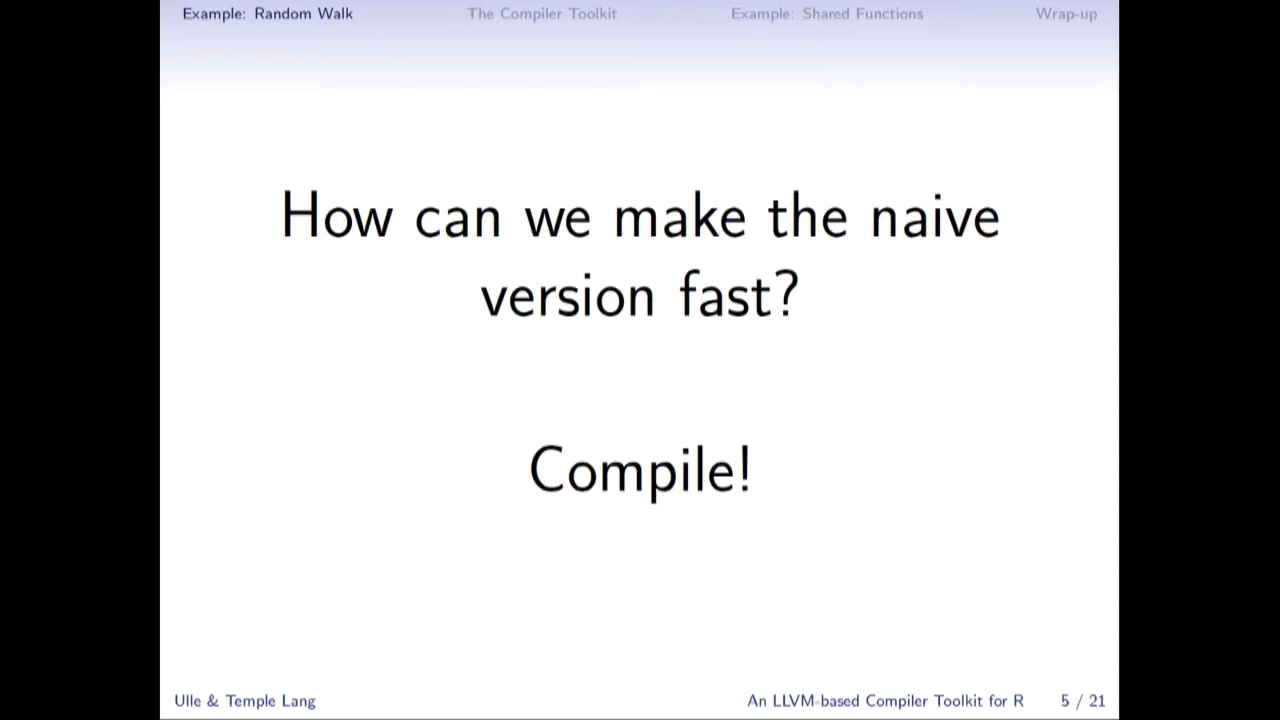 Example: Random Walk The Compiler Toolkit Example: Shared Functions Wrap-up
How can we make the naive
version fast?
Compile!
Ulle & Temple Lang An LLVM-based Compiler Toolkit for R 5 / 21